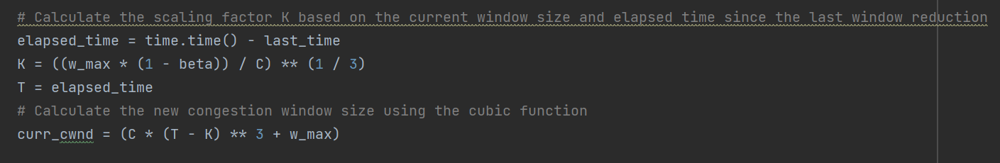 # Calculate the scaling factor K based on the current window size and elapsed time since the last window reduction
elapsed_time = time.time() - last_time
K = ((w_max * (1 - beta)) / C) ** (1 / 3)
T = elapsed_time
# Calculate the new congestion window size using the cubic function
curr_cwnd = (C * (T - K) ** 3 + w_max)